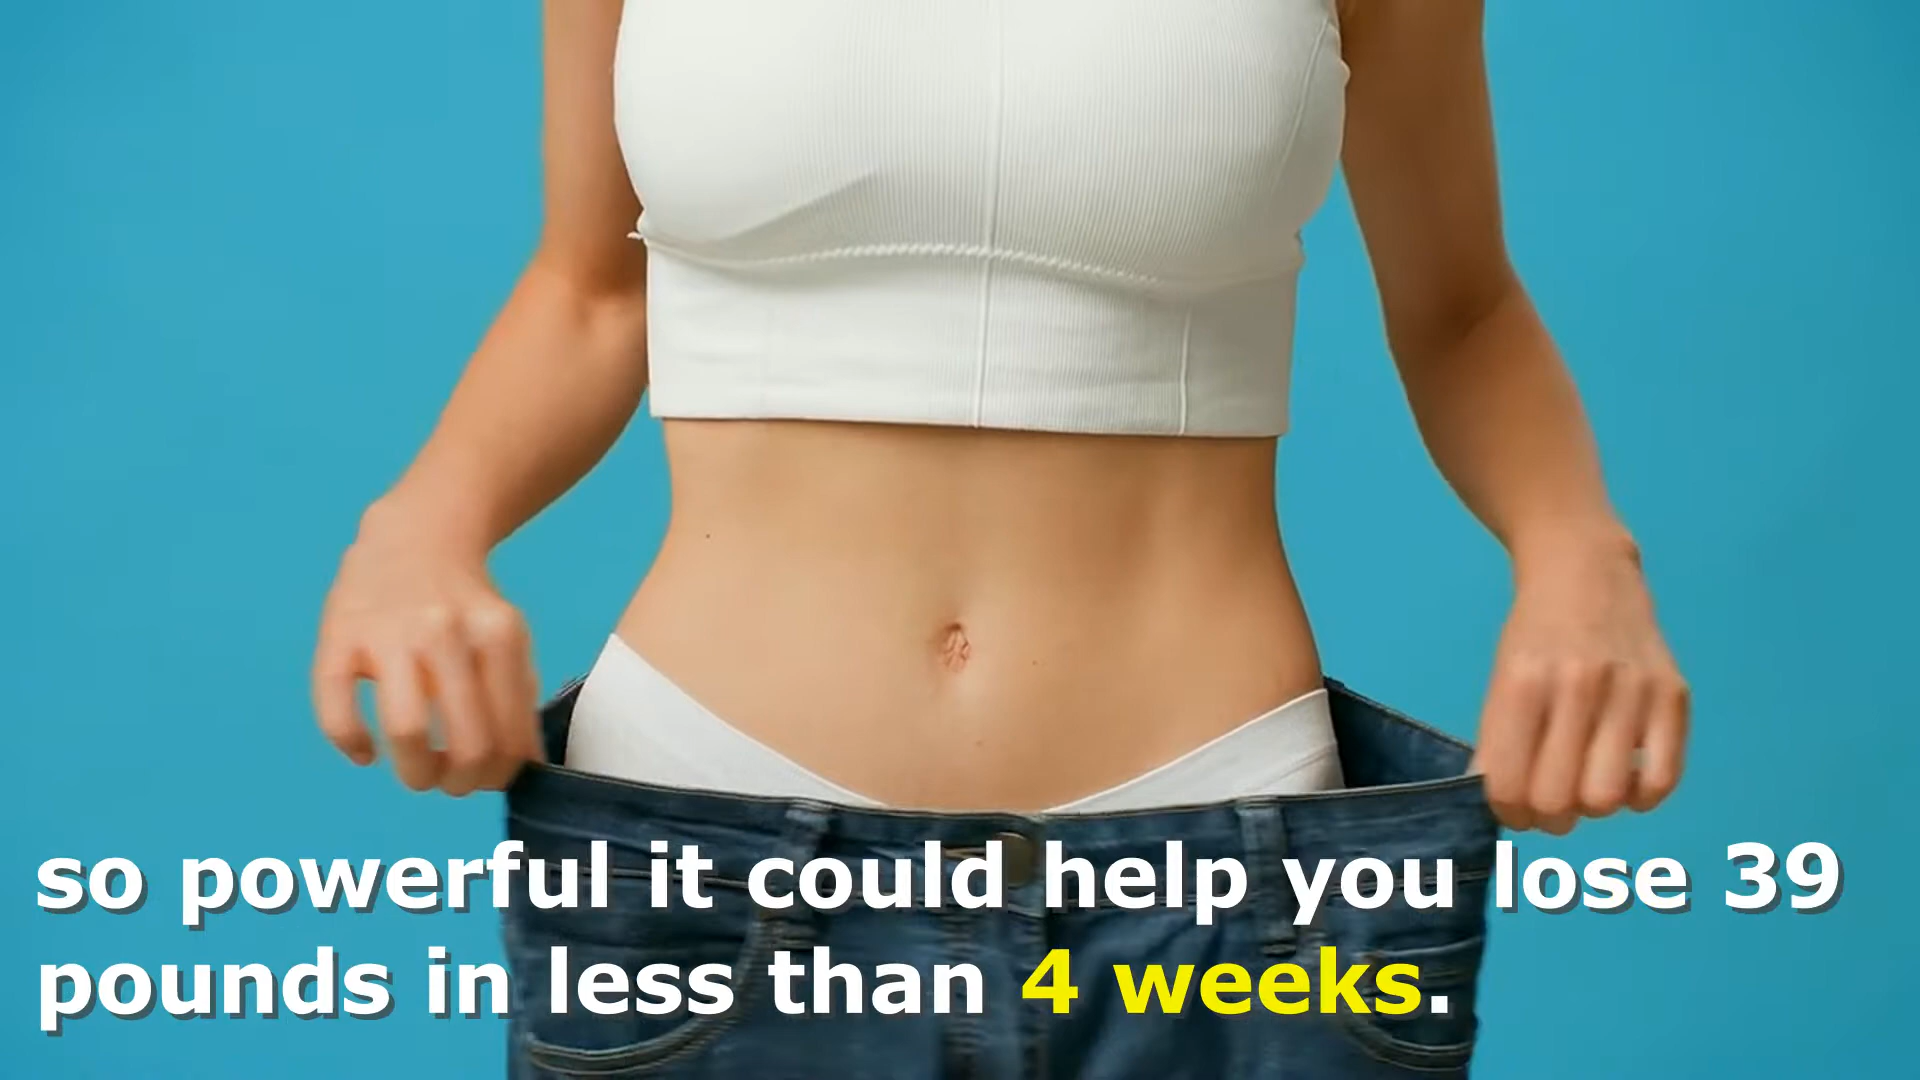 so powerful it could help you lose 39
pounds in less than 4 weeks.